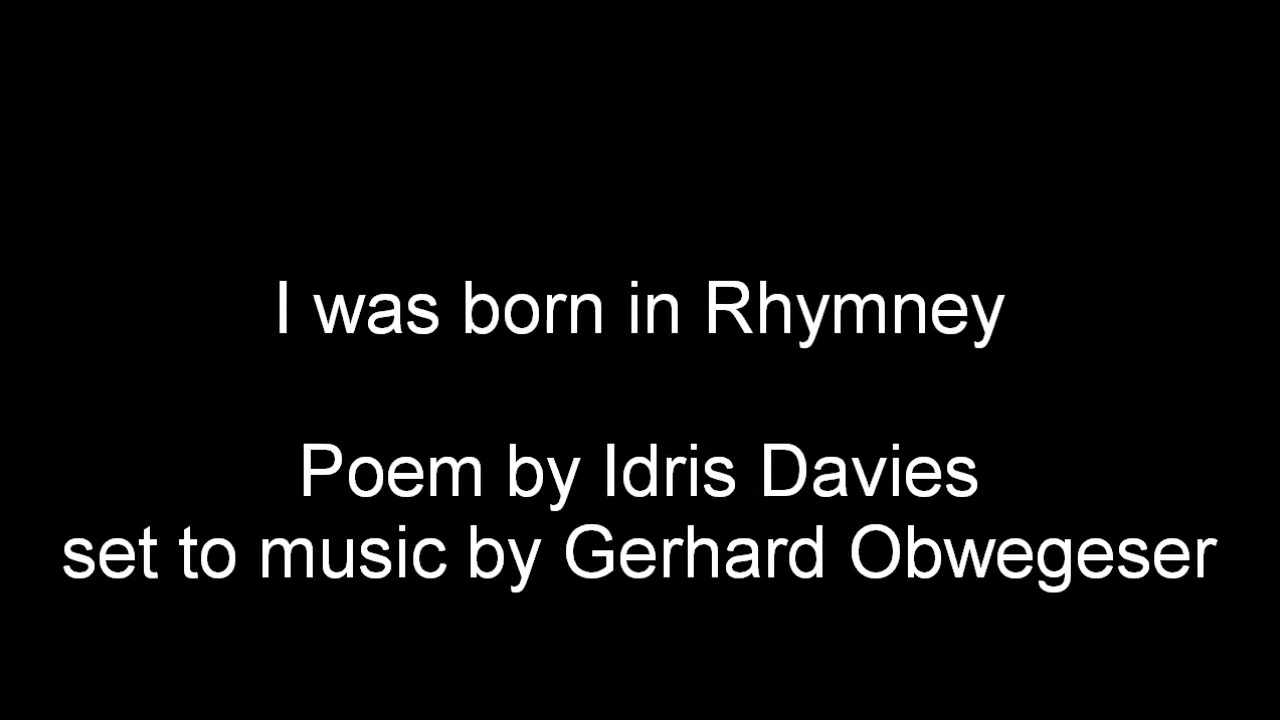 I was born in Rhymney
Poem by Idris Davies
set to music by Gerhard Obwegeser